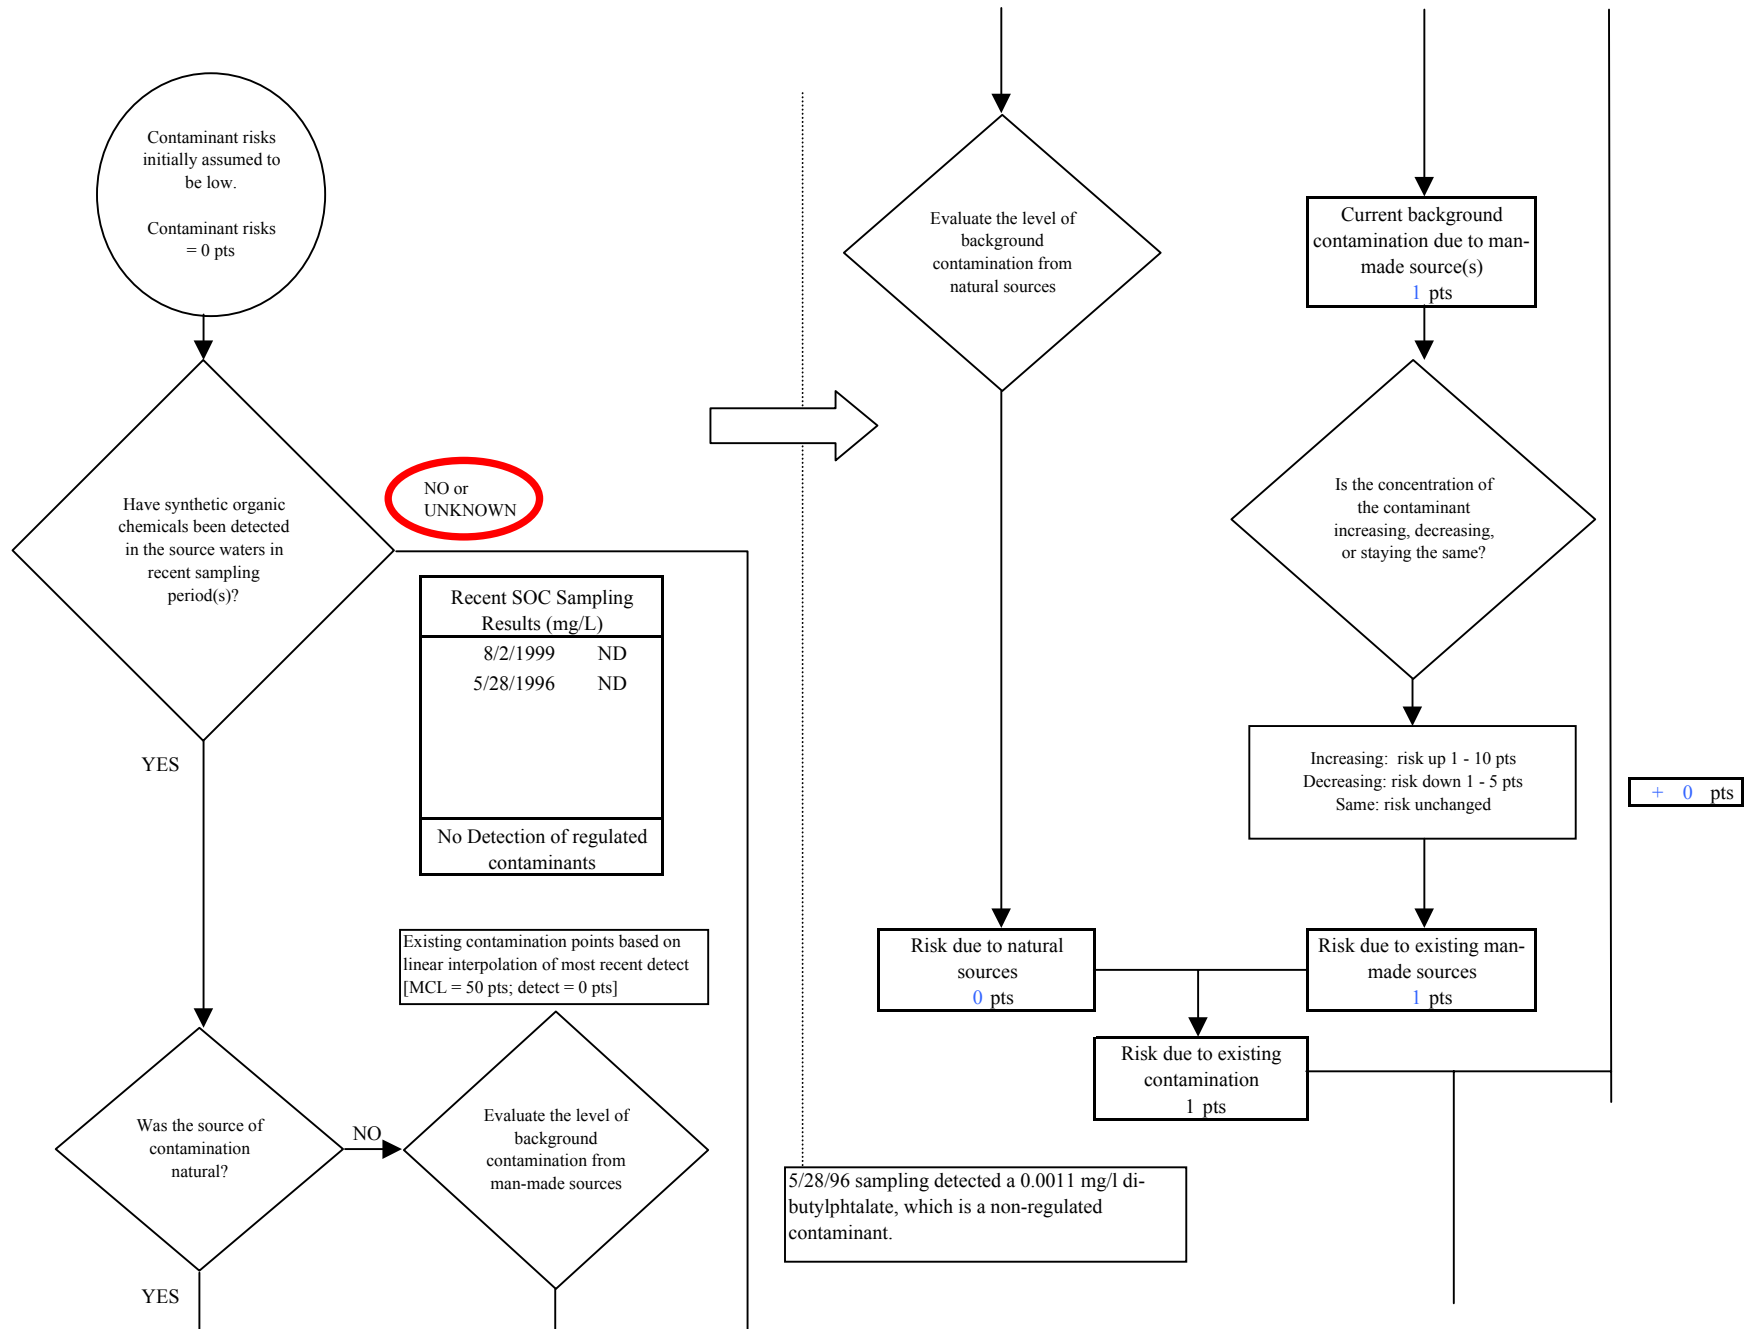 Contaminant risks
initially assumed to
be low.
Contaminant risks
= 0 pts
Have synthetic organic
chemicals been detected
in the source waters in
recent sampling
period(s)?
NO or
UNKNOWN
YES
Recent SOC Sampling
Results (mg/L)
8/2/1999 ND
5/28/1996 ND
No Detection of regulated
contaminants
Existing contamination points based on
linear interpolation of most recent detect
[MCL = 50 pts; detect = 0 pts]
Was the source of
contamination
natural?
NO
YES
Evaluate the level of
background
contamination from
man-made sources
Evaluate the level of
background
contamination from
natural sources
Current background
contamination due to man-
made source(s)
1 pts
Is the concentration of
the contaminant
increasing, decreasing,
or staying the same?
Increasing: risk up 1 - 10 pts
Decreasing: risk down 1 - 5 pts
Same: risk unchanged
+ 0 pts
Risk due to natural
sources
0 pts
Risk due to existing man-
made sources
1 pts
Risk due to existing
contamination
1 pts
5/28/96 sampling detected a 0.0011 mg/l di-
butylphtalate, which is a non-regulated
contaminant.